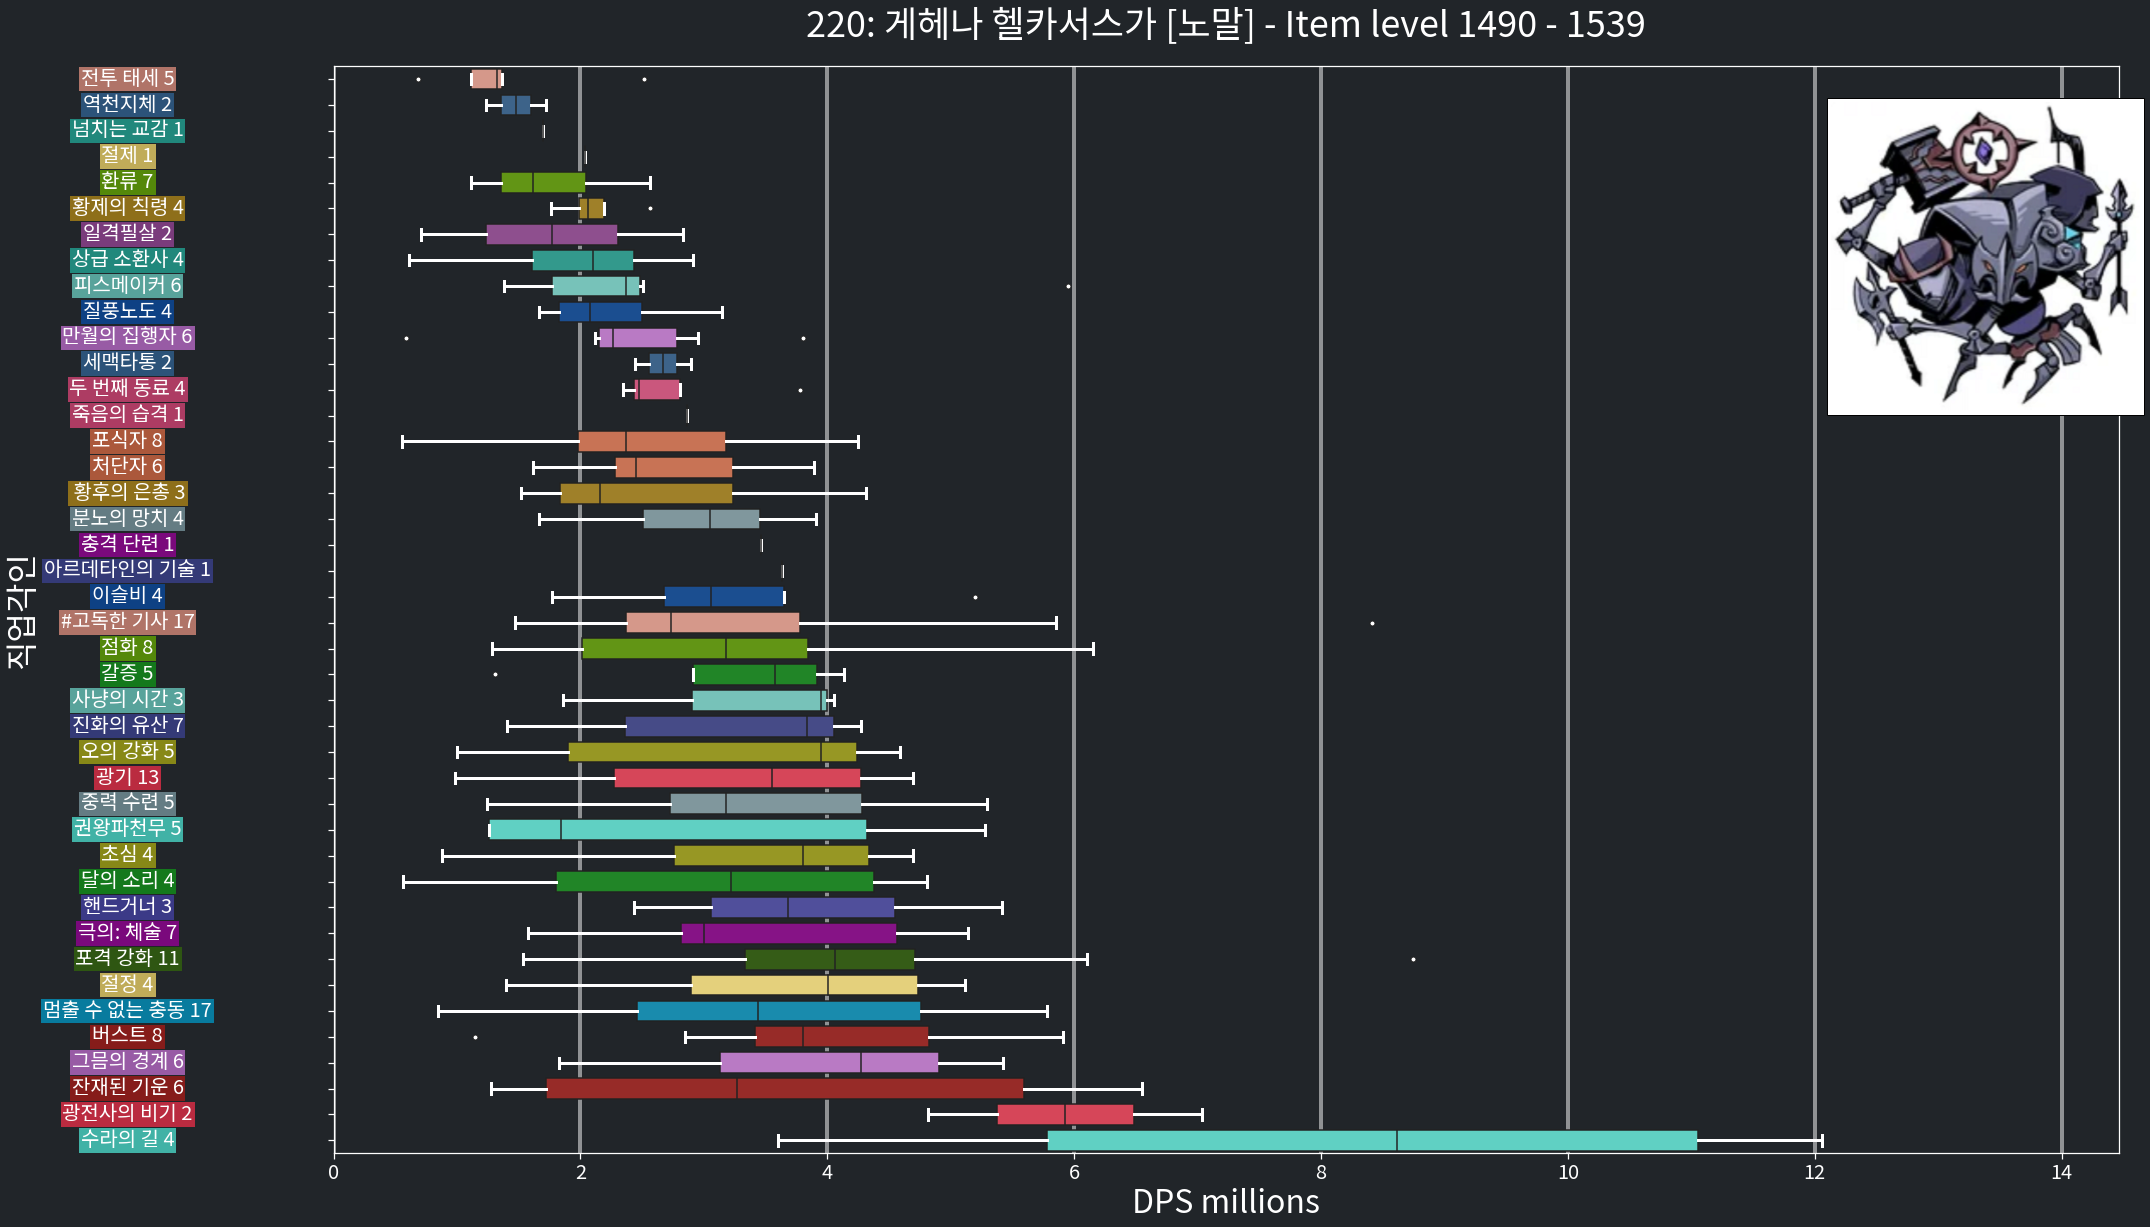 220: 게헤나 헬카서스가 [노말] - Item level 1490 - 1539
전투 태세 5
역천지체 2
넘치는 교감 1
절제 1
환류 7
황제의 칙령 4
일격필살 2
상급 소환사 4
피스메이커 6
질풍노도 4
만월의 집행자 6
세맥타통 2
두 번째 동료 4
죽음의 습격 1
포식자 8
처단자 6
황후의 은총 3
분노의 망치 4
충격 단련 1
아르데타인의 기술 1
이슬비 4
#고독한 기사 17
점화 8
갈증 5
사냥의 시간 3
진화의 유산 7
오의 강화 5
광기 13
중력 수련 5
권왕파천무 5
초심 4
달의 소리 4
핸드거너 3
극의: 체술 7
포격 강화 11
절정 4
멈출 수 없는 충동 17
버스트 8
그믐의 경계 6
잔재된 기운 6
광전사의 비기 2
수라의 길 4
직업각인
0 2 4 6 8 10 12 14
DPS millions